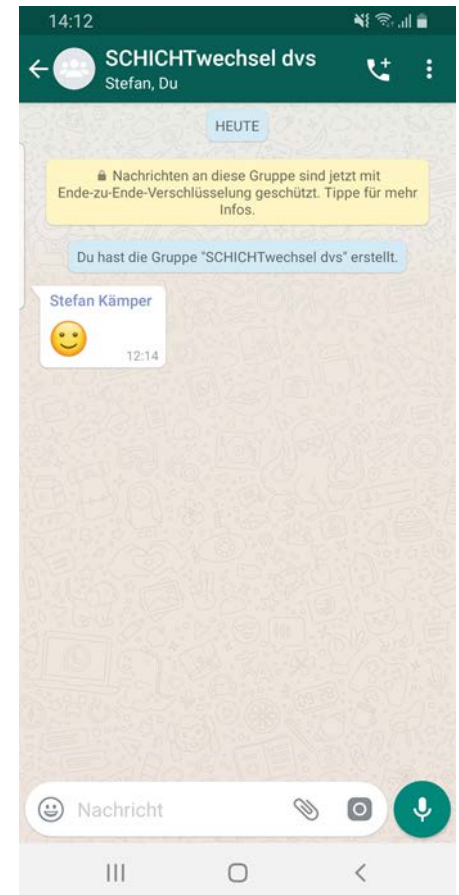 14:12
SCHICHTwechsel dvs
Stefan, Du
HEUTE
Nachrichten an diese Gruppe sind jetzt mit
Ende-zu-Ende-Verschlüsselung geschützt. Tippe für mehr
Infos.
Du hast die Gruppe "SCHICHTwechsel dvs" erstellt.
Stefan Kämper
12:14
Nachricht